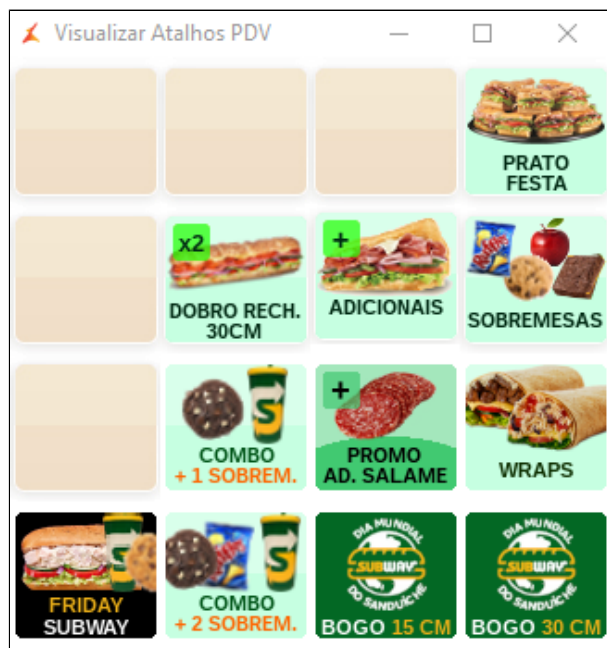 Visualizar Atalhos PDV
PRATO
FESTA
x2
DOBRO RECH.
30CM
+
ADICIONAIS
SOBREMESAS
S
COMBO
+ 1 SOBREM.
+
PROMO
AD. SALAME
WRAPS
FRIDAY
SUBWAY
S
COMBO
+ 2 SOBREM.
DIA MUNDIAL
SUBWAY
DO SANDUÍCHE
BOGO 15 CM
DIA MUNDIAL
SUBWAY
DO SANDUÍCHE
BOGO 30 CM